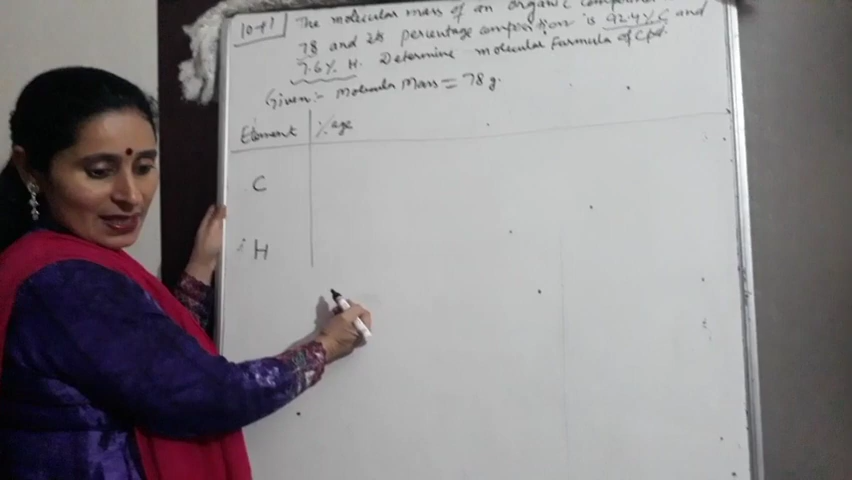 10-41 The molecular mass of an organic compound
78 and its percentage composition is 92.4% C and
7.6% H. Determine molecular Formula of Cpd.
Given:- Molecular Mass = 78 g.
Element %age
C
H